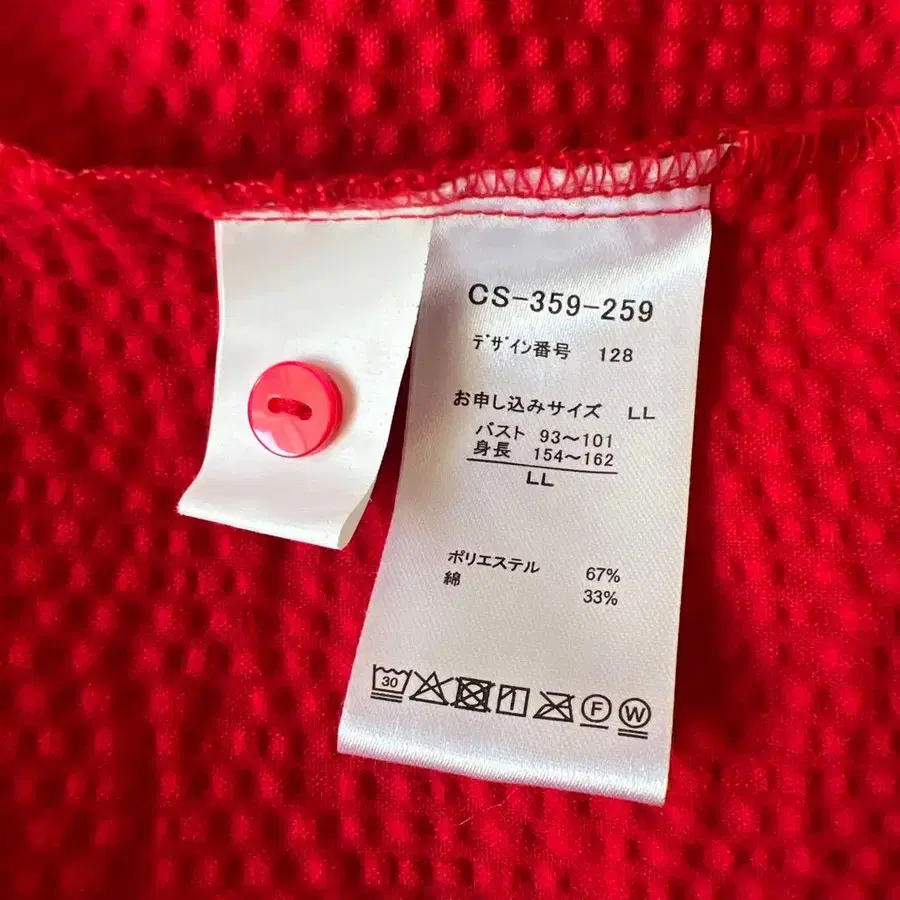 CS-359-259
デザイン番号 128
お申し込みサイズ LL
バスト 93～101
身長 154～162
LL
ポリエステル 67%
綿 33%
30 F W